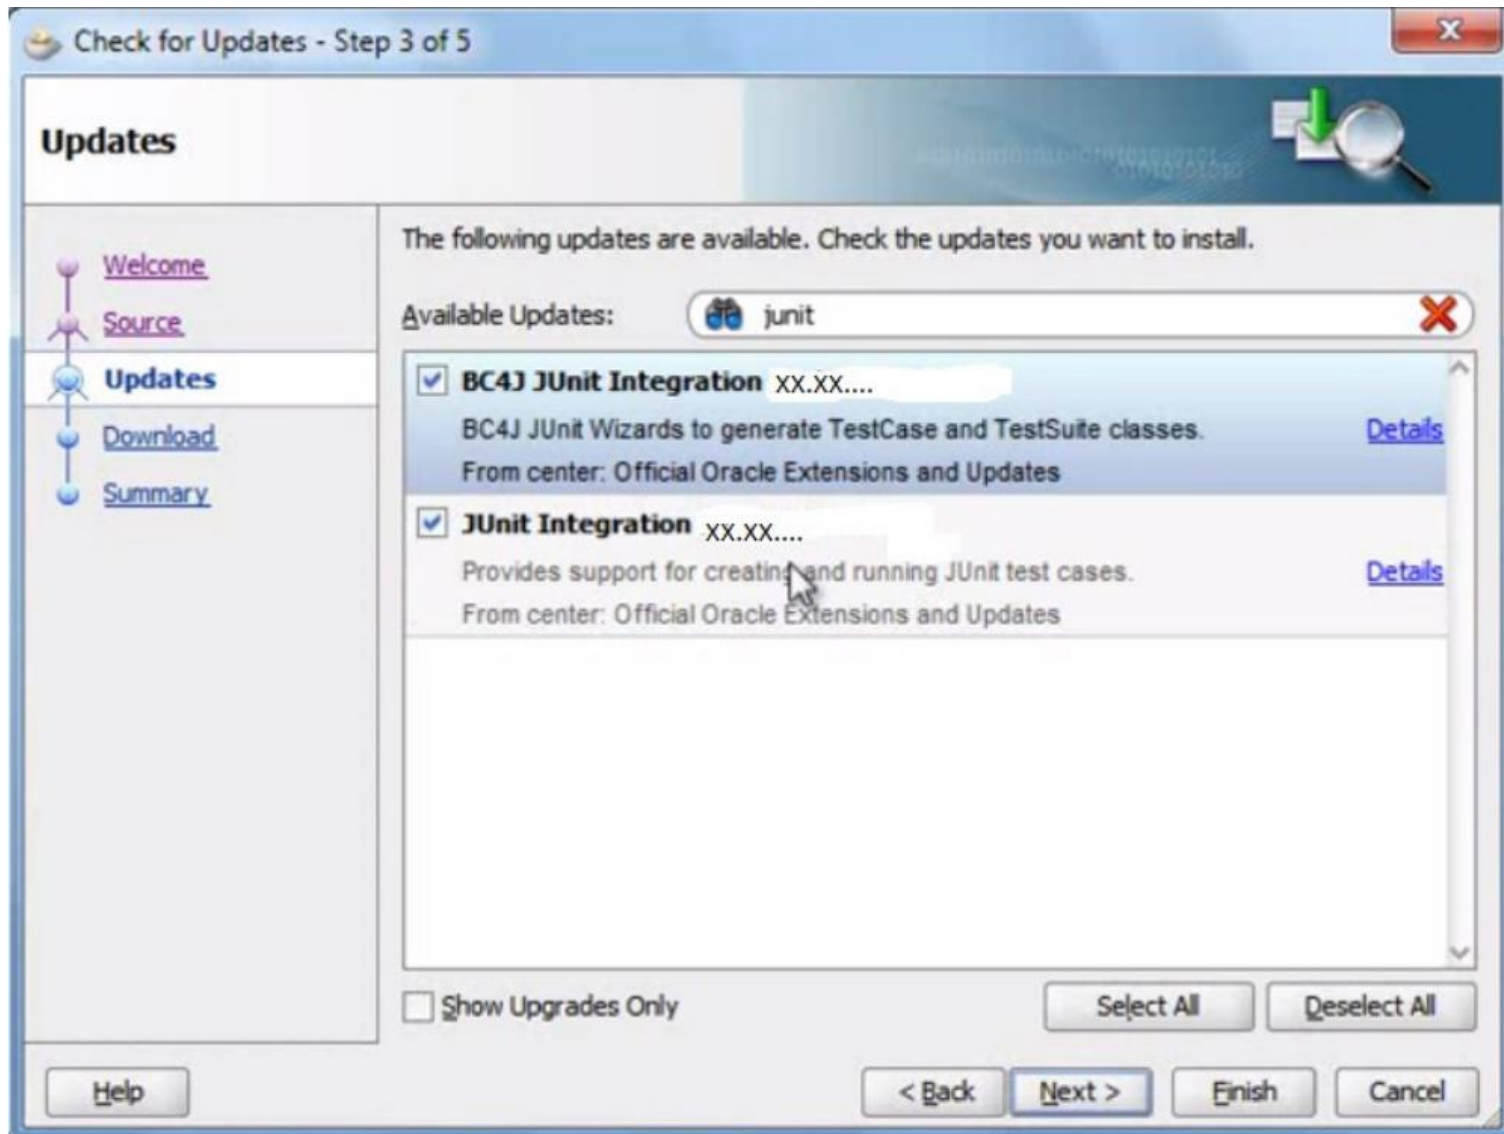 Check for Updates - Step 3 of 5
Updates
Welcome
Source
Updates
Download
Summary
The following updates are available. Check the updates you want to install.
Available Updates: junit
BC4J JUnit Integration XX.XX....
BC4J JUnit Wizards to generate TestCase and TestSuite classes. Details
From center: Official Oracle Extensions and Updates
JUnit Integration XX.XX....
Provides support for creating and running JUnit test cases. Details
From center: Official Oracle Extensions and Updates
Show Upgrades Only Select All Deselect All
Help < Back Next > Finish Cancel